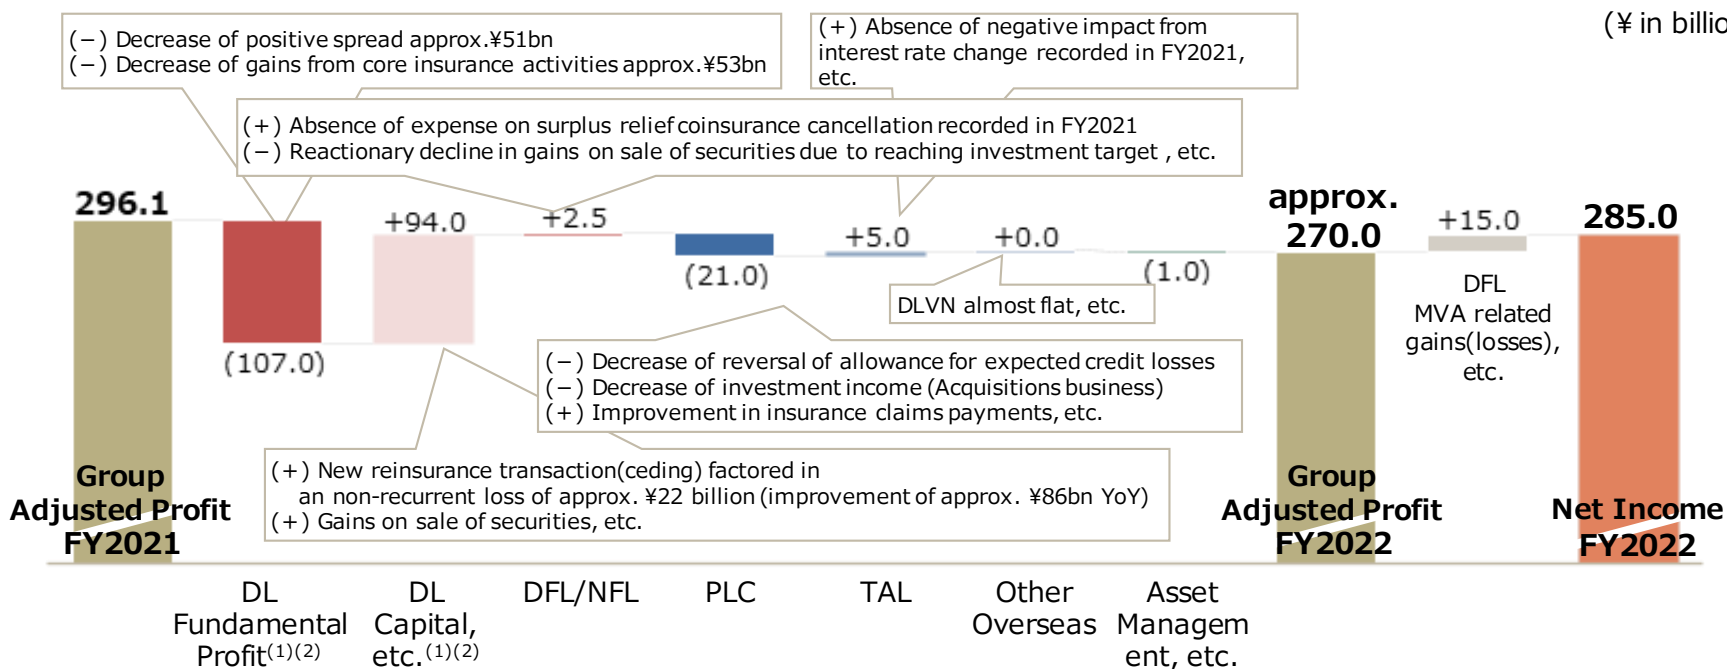 (¥ in billio
(−) Decrease of positive spread approx.¥51bn
(−) Decrease of gains from core insurance activities approx.¥53bn
(+) Absence of negative impact from
interest rate change recorded in FY2021,
etc.
(+) Absence of expense on surplus relief coinsurance cancellation recorded in FY2021
(−) Reactionary decline in gains on sale of securities due to reaching investment target , etc.
296.1
(107.0)
+94.0
+2.5
(21.0)
+5.0
+0.0
(1.0)
approx.
270.0
+15.0
285.0
DLVN almost flat, etc.
DFL
MVA related
gains(losses),
etc.
(−) Decrease of reversal of allowance for expected credit losses
(−) Decrease of investment income (Acquisitions business)
(+) Improvement in insurance claims payments, etc.
(+) New reinsurance transaction(ceding) factored in
an non-recurrent loss of approx. ¥22 billion (improvement of approx. ¥86bn YoY)
(+) Gains on sale of securities, etc.
Group
Adjusted Profit
FY2021
Group
Adjusted Profit
FY2022
Net Income
FY2022
DL
Fundamental
Profit(1)(2)
DL
Capital,
etc.(1)(2)
DFL/NFL
PLC
TAL
Other
Overseas
Asset
Managem
ent, etc.